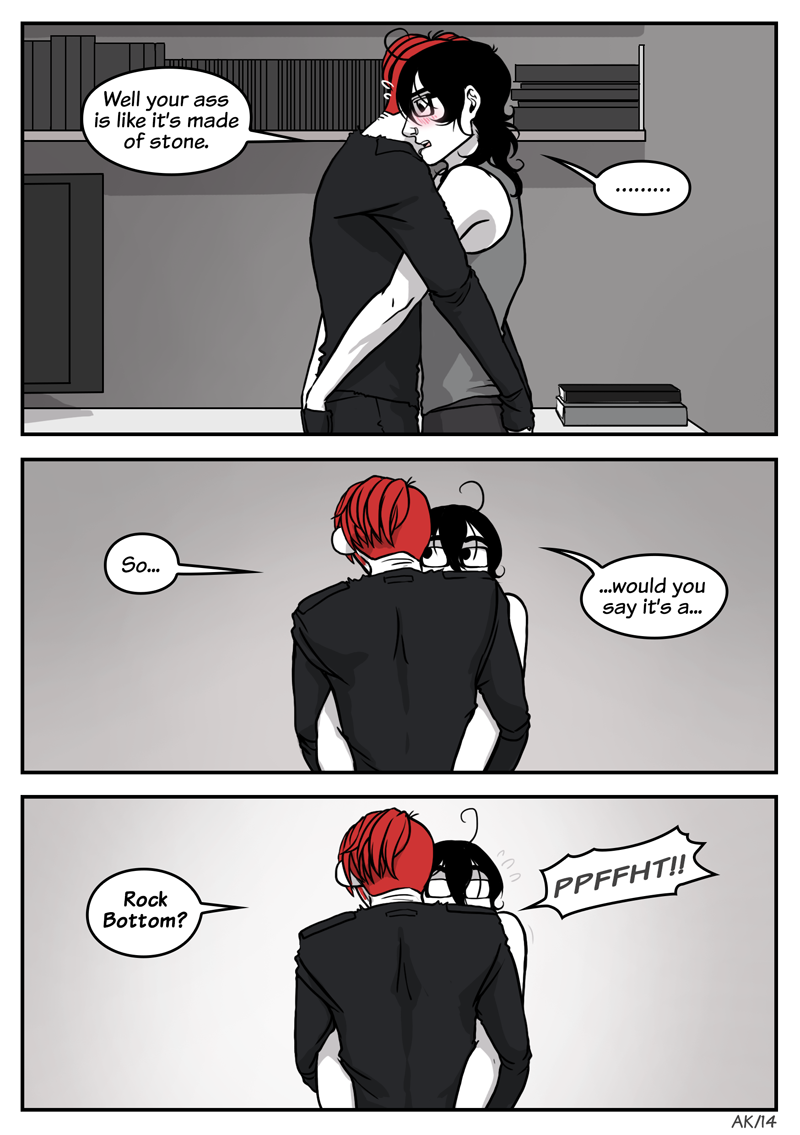 Well your ass
is like it's made
of stone.
.........
So...
...would you
say it's a...
Rock
Bottom?
PPFFHT!!
AK/14